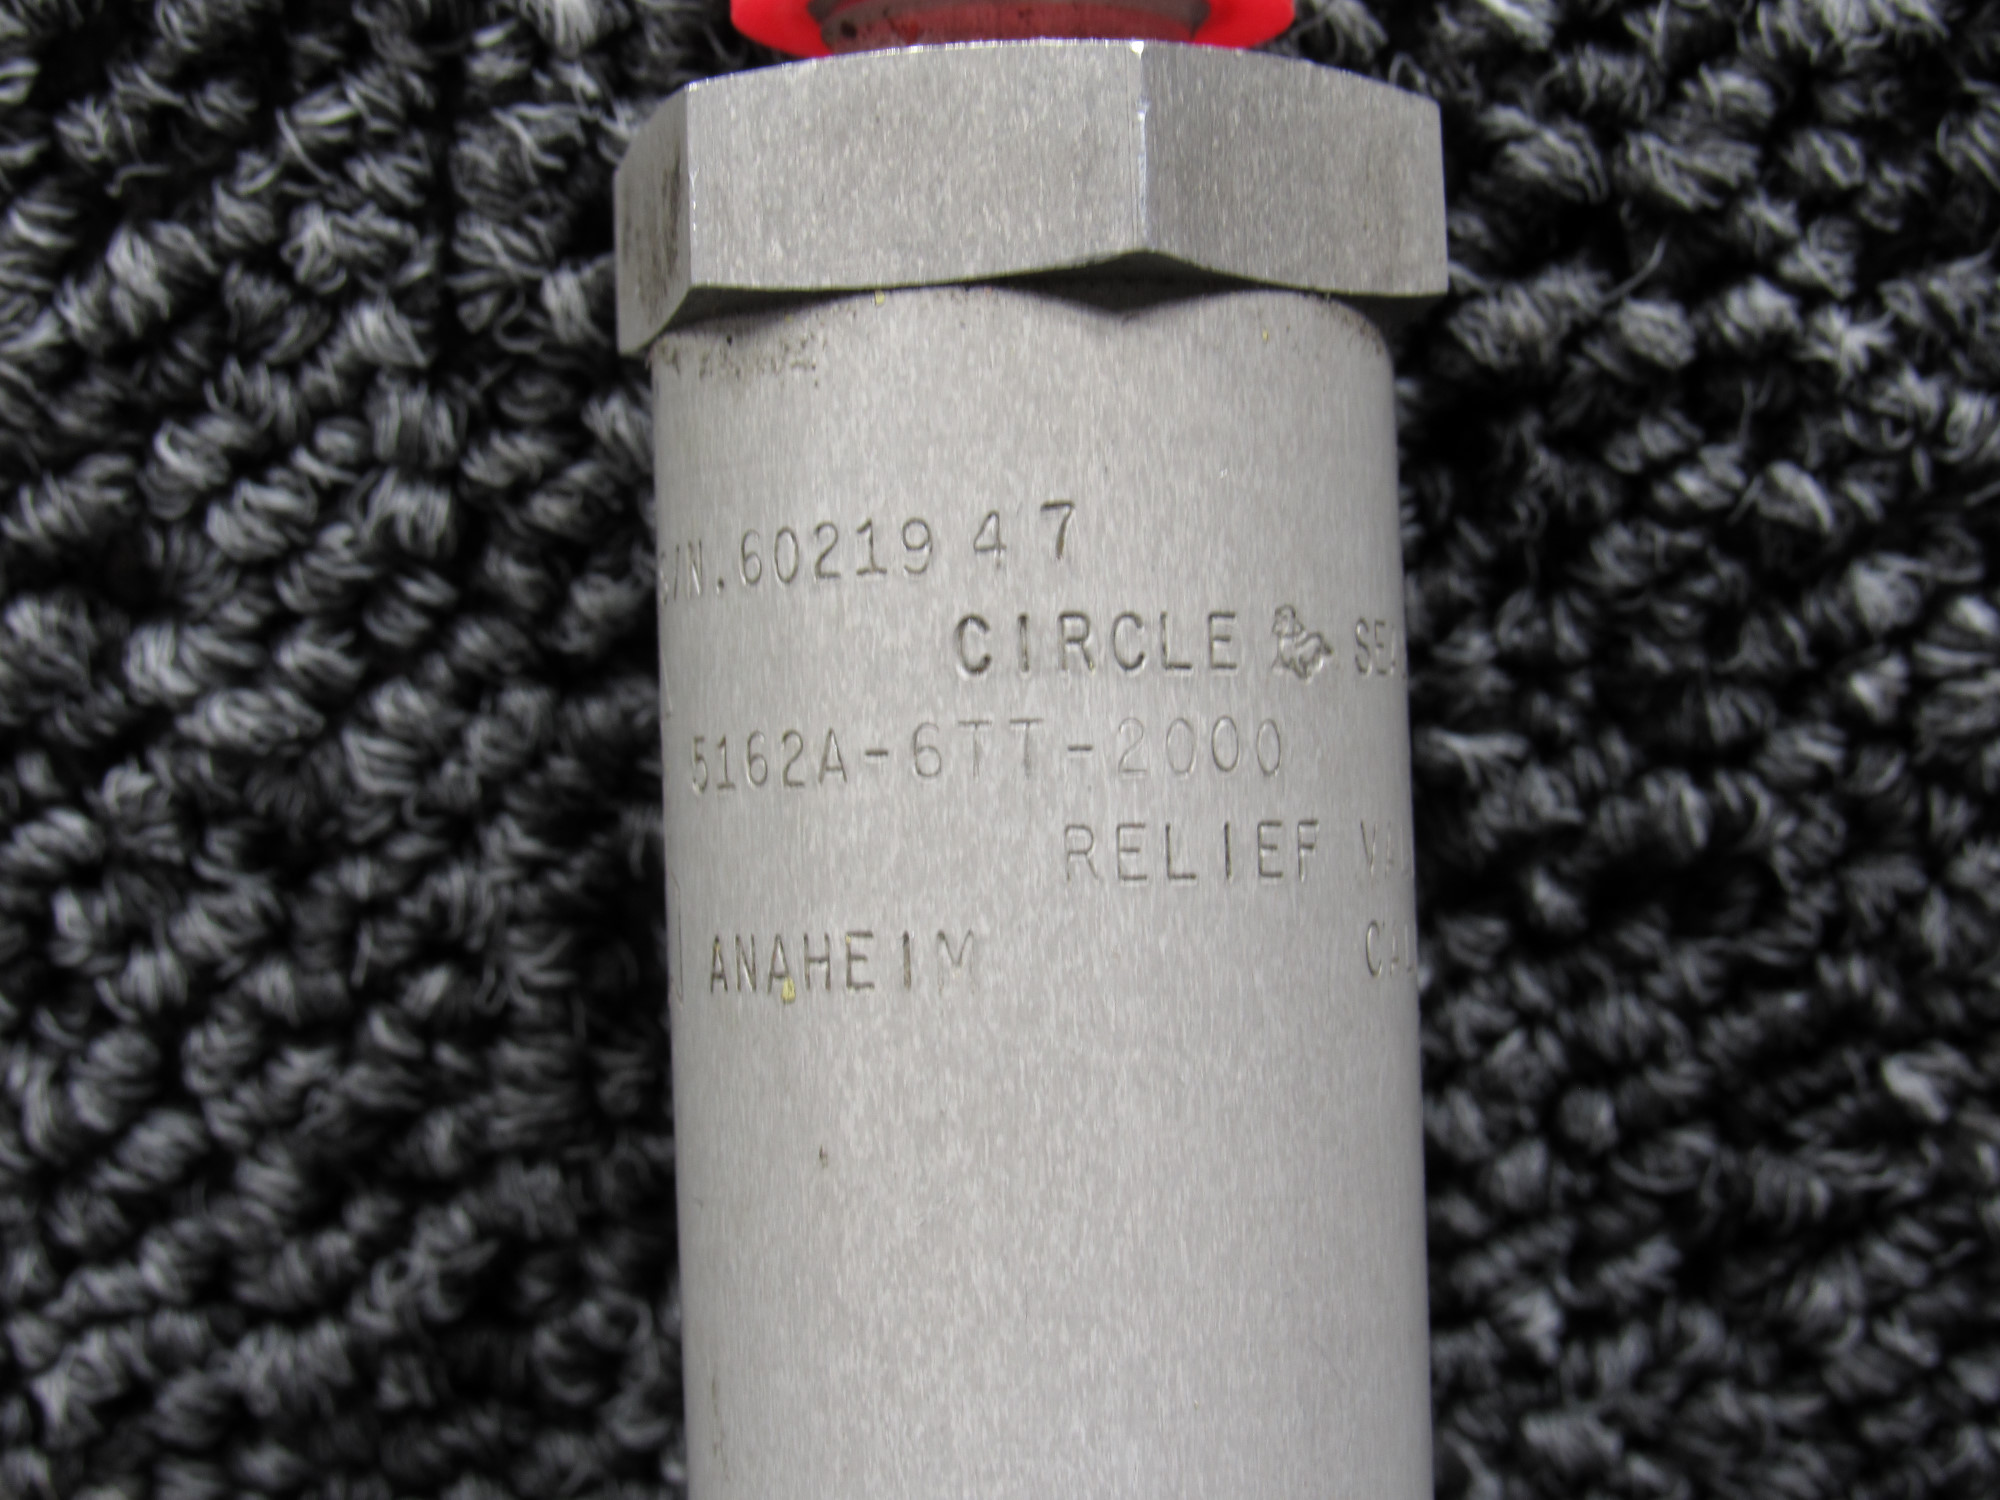 S/N.6021947
CIRCLE
5162A-6TT-2000
RELIEF
ANAHEIM